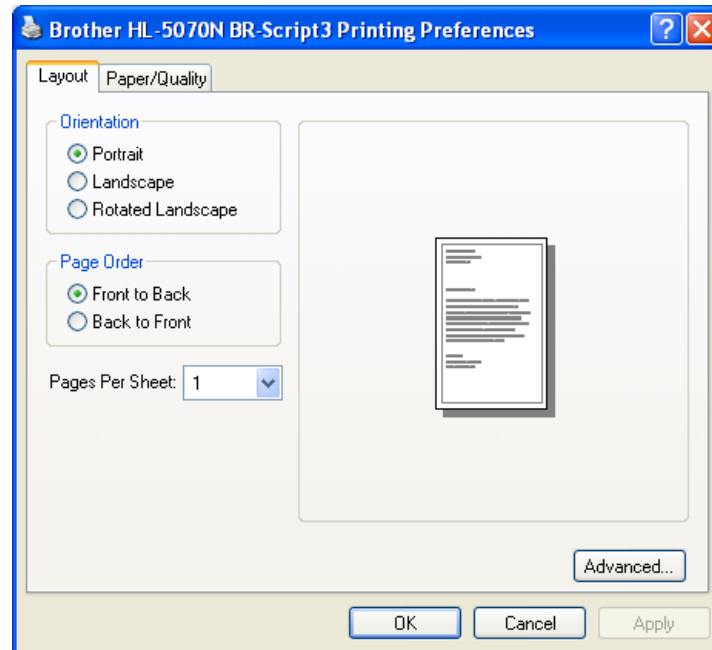 Brother HL-5070N BR-Script3 Printing Preferences
Layout
Paper/Quality
Orientation
Portrait
Landscape
Rotated Landscape
Page Order
Front to Back
Back to Front
Pages Per Sheet: 1
Advanced...
OK
Cancel
Apply